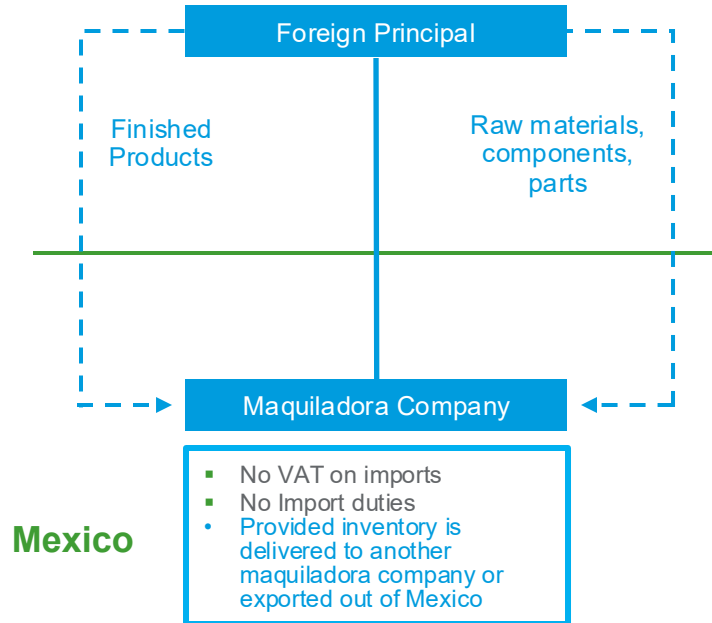 Foreign Principal
Finished
Products
Raw materials,
components,
parts
Maquiladora Company
Mexico
▪ No VAT on imports
▪ No Import duties
• Provided inventory is
delivered to another
maquiladora company or
exported out of Mexico